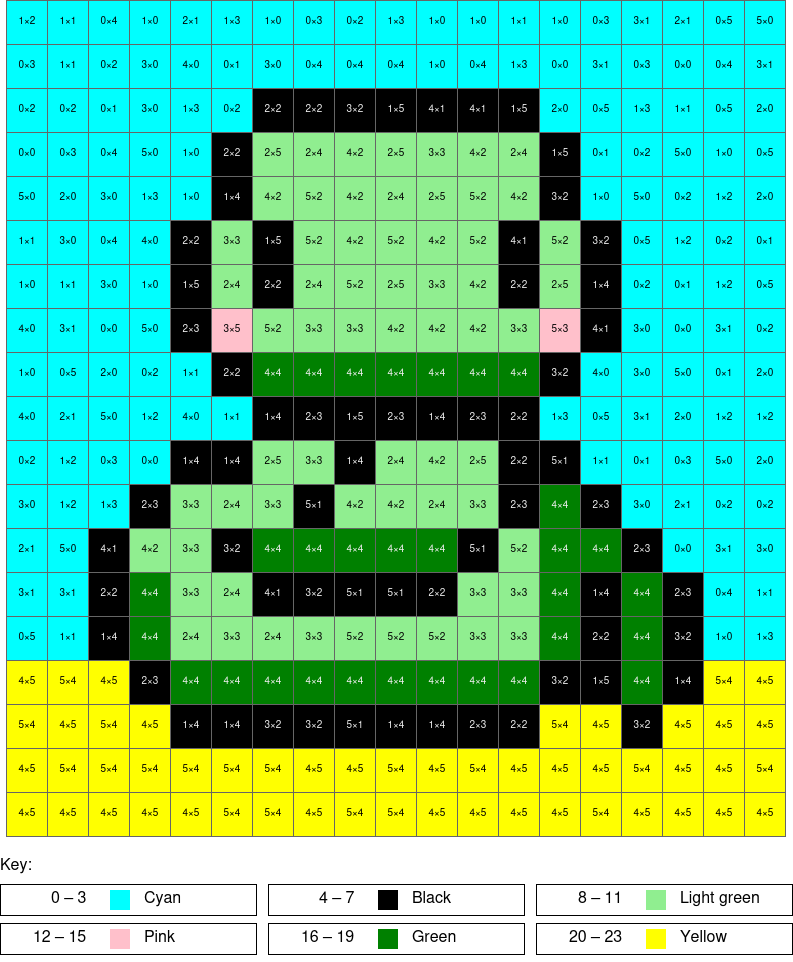 1×2 1×1 0×4 1×0 2×1 1×3 1×0 0×3 0×2 1×3 1×0 1×0 1×1 1×0 0×3 3×1 2×1 0×5 5×0
0×3 1×1 0×2 3×0 4×0 0×1 3×0 0×4 0×4 0×4 1×0 0×4 1×3 0×0 3×1 0×3 0×0 0×4 3×1
0×2 0×2 0×1 3×0 1×3 0×2 2×2 2×2 3×2 1×5 4×1 4×1 1×5 2×0 0×5 1×3 1×1 0×5 2×0
0×0 0×3 0×4 5×0 1×0 2×2 2×5 2×4 4×2 2×5 3×3 4×2 2×4 1×5 0×1 0×2 5×0 1×0 0×5
5×0 2×0 3×0 1×3 1×0 1×4 4×2 5×2 4×2 2×4 2×5 5×2 4×2 3×2 1×0 5×0 0×2 1×2 2×0
1×1 3×0 0×4 4×0 2×2 3×3 1×5 5×2 4×2 5×2 4×2 5×2 4×1 5×2 3×2 0×5 1×2 0×2 0×1
1×0 1×1 3×0 1×0 1×5 2×4 2×2 2×4 5×2 2×5 3×3 4×2 2×2 2×5 1×4 0×2 0×1 1×2 0×5
4×0 3×1 0×0 5×0 2×3 3×5 5×2 3×3 3×3 4×2 4×2 4×2 3×3 5×3 4×1 3×0 0×0 3×1 0×2
1×0 0×5 2×0 0×2 1×1 2×2 4×4 4×4 4×4 4×4 4×4 4×4 4×4 3×2 4×0 3×0 5×0 0×1 2×0
4×0 2×1 5×0 1×2 4×0 1×1 1×4 2×3 1×5 2×3 1×4 2×3 2×2 1×3 0×5 3×1 2×0 1×2 1×2
0×2 1×2 0×3 0×0 1×4 1×4 2×5 3×3 1×4 2×4 4×2 2×5 2×2 5×1 1×1 0×1 0×3 5×0 2×0
3×0 1×2 1×3 2×3 3×3 2×4 3×3 5×1 4×2 4×2 2×4 3×3 2×3 4×4 2×3 3×0 2×1 0×2 0×2
2×1 5×0 4×1 4×2 3×3 3×2 4×4 4×4 4×4 4×4 4×4 5×1 5×2 4×4 4×4 2×3 0×0 3×1 3×0
3×1 3×1 2×2 4×4 3×3 2×4 4×1 3×2 5×1 5×1 2×2 3×3 3×3 4×4 1×4 4×4 2×3 0×4 1×1
0×5 1×1 1×4 4×4 2×4 3×3 2×4 3×3 5×2 5×2 5×2 3×3 3×3 4×4 2×2 4×4 3×2 1×0 1×3
4×5 5×4 4×5 2×3 4×4 4×4 4×4 4×4 4×4 4×4 4×4 4×4 4×4 3×2 1×5 4×4 1×4 5×4 4×5
5×4 4×5 5×4 4×5 1×4 1×4 3×2 3×2 5×1 1×4 1×4 2×3 2×2 5×4 4×5 3×2 4×5 4×5 4×5
4×5 4×5 5×4 5×4 5×4 5×4 5×4 4×5 5×4 5×4 4×5 4×5 4×5 4×5 4×5 5×4 4×5 4×5 5×4
4×5 4×5 4×5 4×5 5×4 5×4 4×5 4×5 5×4 5×4 5×4 4×5 5×4 4×5 5×4 4×5 4×5 4×5 4×5
Key:
0 – 3 Cyan 4 – 7 Black 8 – 11 Light green
12 – 15 Pink 16 – 19 Green 20 – 23 Yellow